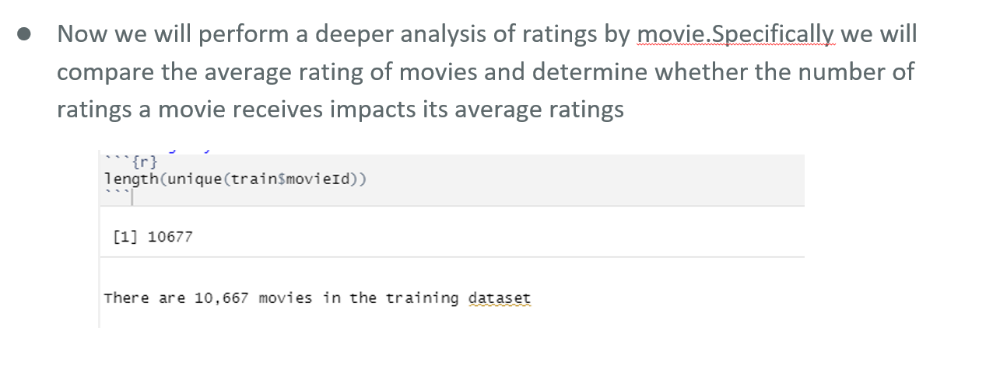 ● Now we will perform a deeper analysis of ratings by movie.Specifically we will
compare the average rating of movies and determine whether the number of
ratings a movie receives impacts its average ratings
```{r}
length(unique(train$movieId))
```
[1] 10677
There are 10,667 movies in the training dataset